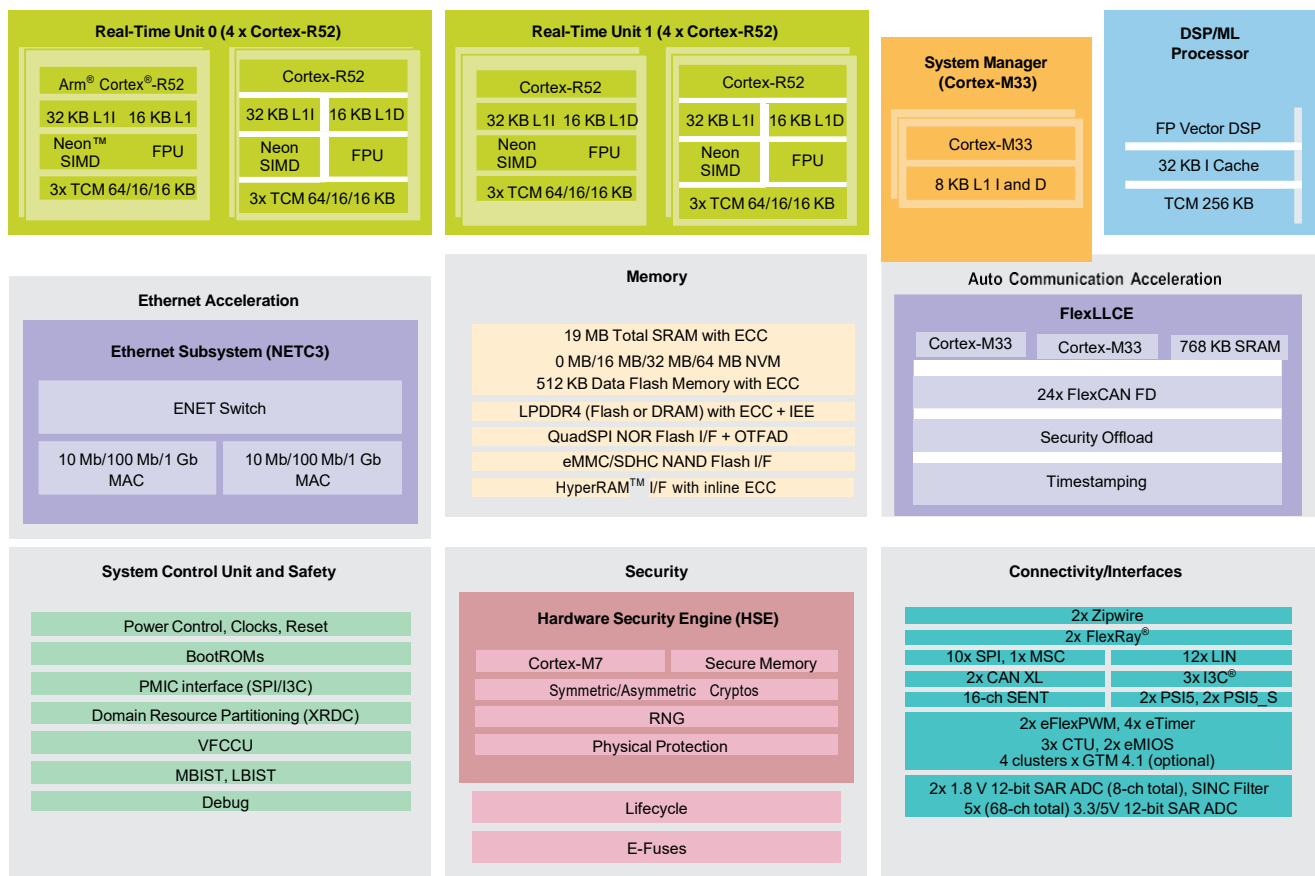 Real-Time Unit 0 (4 x Cortex-R52)
Arm® Cortex®-R52
32 KB L1I 16 KB L1
Neon™
SIMD
FPU
3x TCM 64/16/16 KB
Cortex-R52
32 KB L1I
16 KB L1D
Neon
SIMD
FPU
3x TCM 64/16/16 KB
Real-Time Unit 1 (4 x Cortex-R52)
Cortex-R52
32 KB L1I 16 KB L1D
Neon
SIMD
FPU
3x TCM 64/16/16 KB
Cortex-R52
32 KB L1I
16 KB L1D
Neon
SIMD
FPU
3x TCM 64/16/16 KB
System Manager
(Cortex-M33)
Cortex-M33
8 KB L1 I and D
DSP/ML
Processor
FP Vector DSP
32 KB I Cache
TCM 256 KB
Ethernet Acceleration
Ethernet Subsystem (NETC3)
ENET Switch
10 Mb/100 Mb/1 Gb
MAC
10 Mb/100 Mb/1 Gb
MAC
Memory
19 MB Total SRAM with ECC
0 MB/16 MB/32 MB/64 MB NVM
512 KB Data Flash Memory with ECC
LPDDR4 (Flash or DRAM) with ECC + IEE
QuadSPI NOR Flash I/F + OTFAD
eMMC/SDHC NAND Flash I/F
HyperRAM™ I/F with inline ECC
Auto Communication Acceleration
FlexLLCE
Cortex-M33
Cortex-M33
768 KB SRAM
24x FlexCAN FD
Security Offload
Timestamping
System Control Unit and Safety
Power Control, Clocks, Reset
BootROMs
PMIC interface (SPI/I3C)
Domain Resource Partitioning (XRDC)
VFCCU
MBIST, LBIST
Debug
Security
Hardware Security Engine (HSE)
Cortex-M7
Secure Memory
Symmetric/Asymmetric Cryptos
RNG
Physical Protection
Lifecycle
E-Fuses
Connectivity/Interfaces
2x Zipwire
2x FlexRay®
10x SPI, 1x MSC
12x LIN
2x CAN XL
3x I3C®
16-ch SENT
2x PSI5, 2x PSI5_S
2x eFlexPWM, 4x eTimer
3x CTU, 2x eMIOS
4 clusters x GTM 4.1 (optional)
2x 1.8 V 12-bit SAR ADC (8-ch total), SINC Filter
5x (68-ch total) 3.3/5V 12-bit SAR ADC